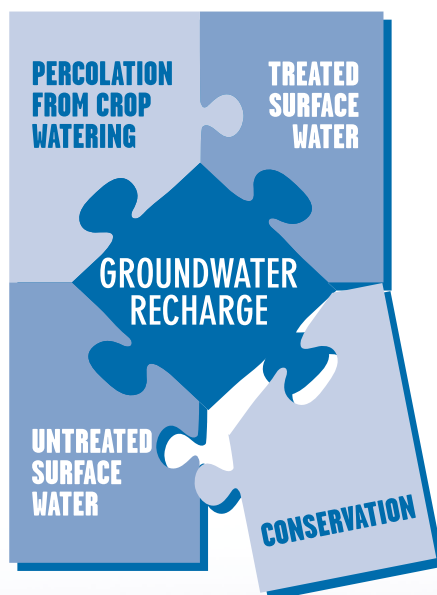 PERCOLATION
FROM CROP
WATERING
TREATED
SURFACE
WATER
GROUNDWATER
RECHARGE
UNTREATED
SURFACE
WATER
CONSERVATION